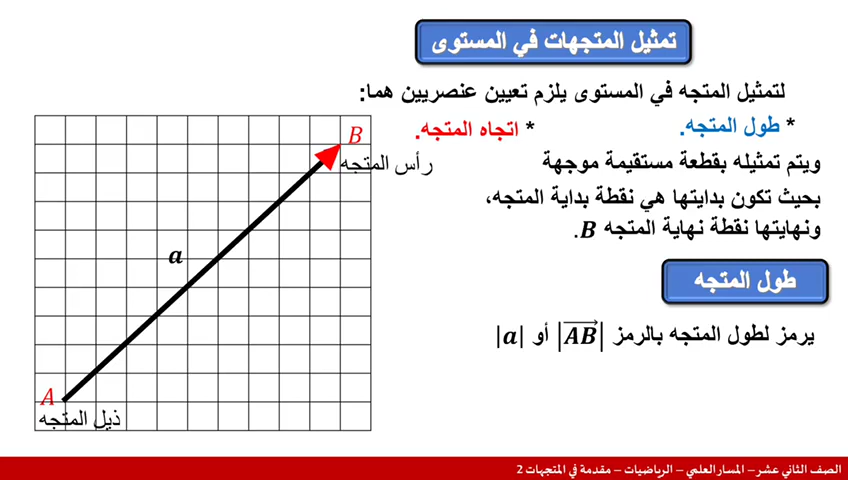 تمثيل المتجهات في المستوى
لتمثيل المتجه في المستوى يلزم تعيين عنصريين هما:
* طول المتجه. * اتجاه المتجه.
ويتم تمثيله بقطعة مستقيمة موجهة
بحيث تكون بدايتها هي نقطة بداية المتجه،
ونهايتها نقطة نهاية المتجه B.
طول المتجه
يرمز لطول المتجه بالرمز |\overrightarrow{AB}| أو |a|
B
رأس المتجه
a
A
ذيل المتجه
الصف الثاني عشر – المسار العلمي – الرياضيات – مقدمة في المتجهات 2